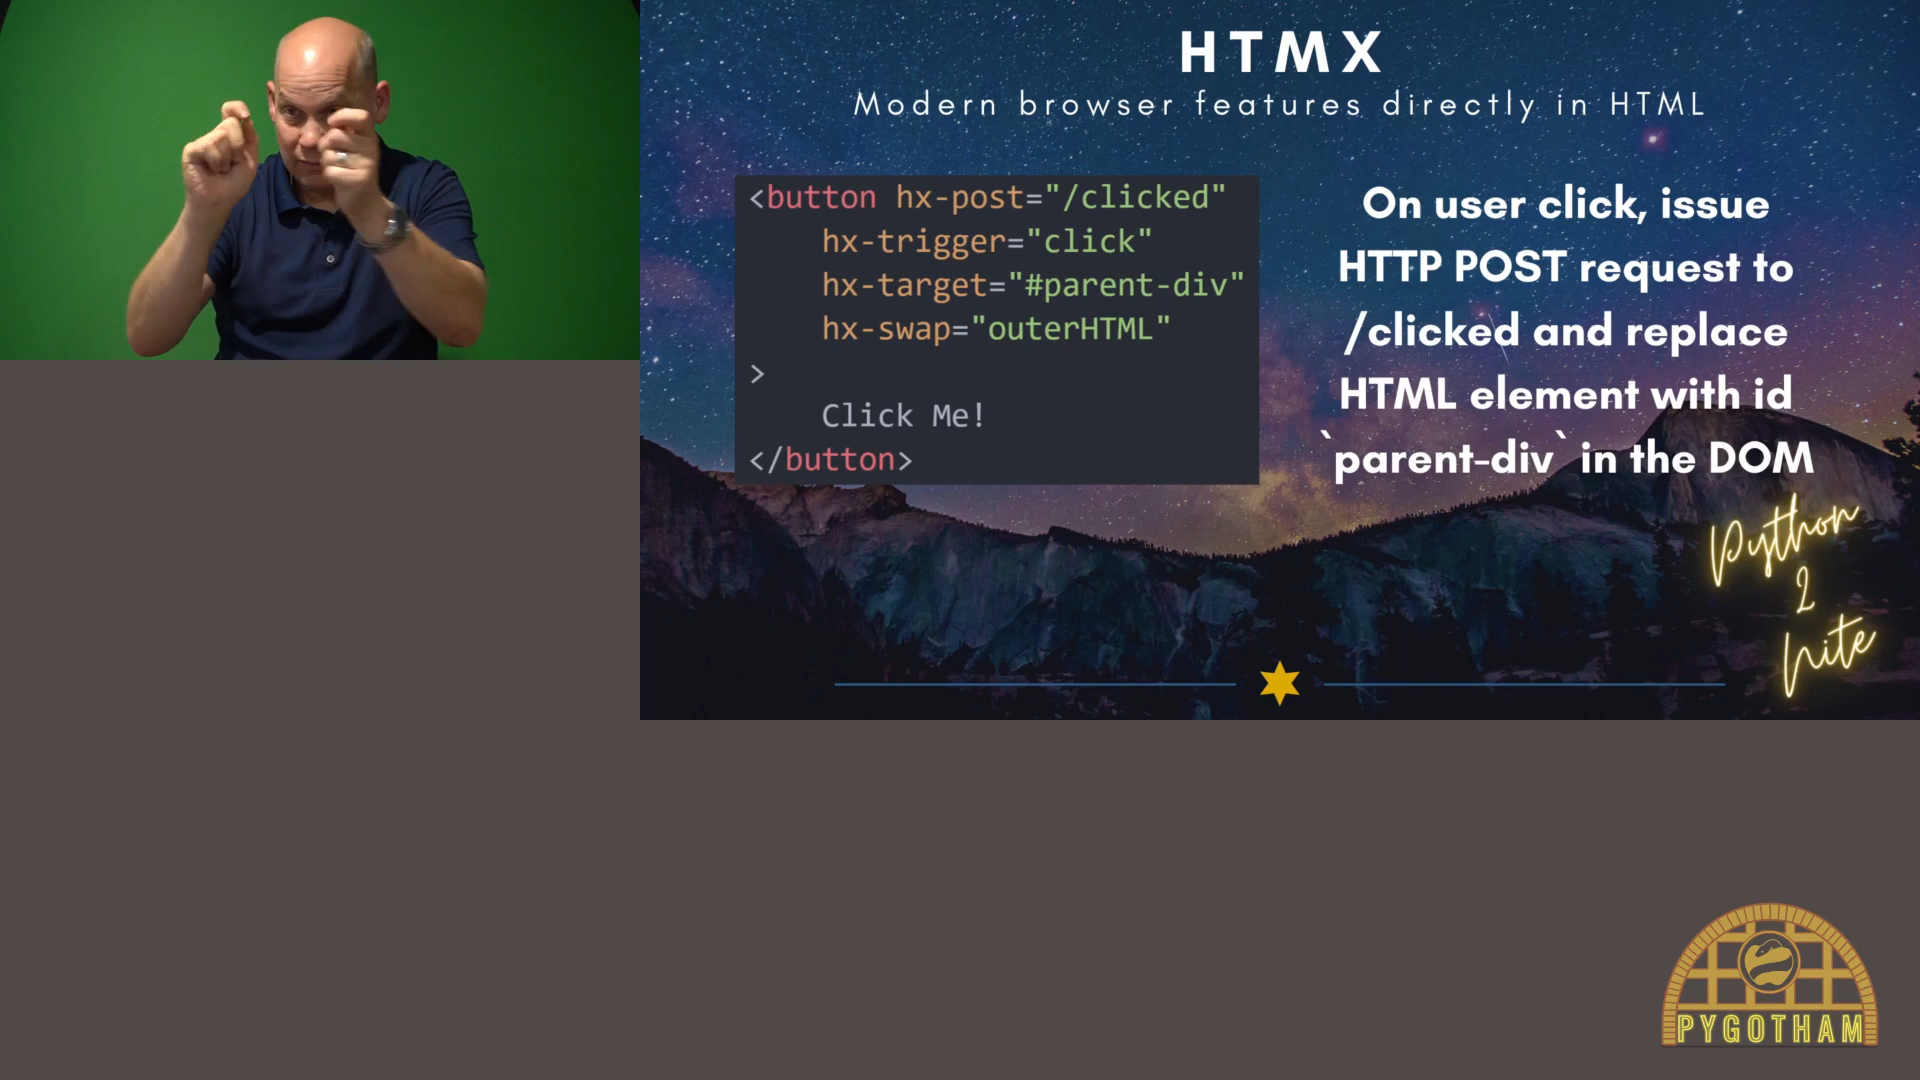 HTMX
Modern browser features directly in HTML
<button hx-post="/clicked"
    hx-trigger="click"
    hx-target="#parent-div"
    hx-swap="outerHTML"
>
    Click Me!
</button>
On user click, issue
HTTP POST request to
/clicked and replace
HTML element with id
`parent-div` in the DOM
Python
2
Nite
PYGOTHAM